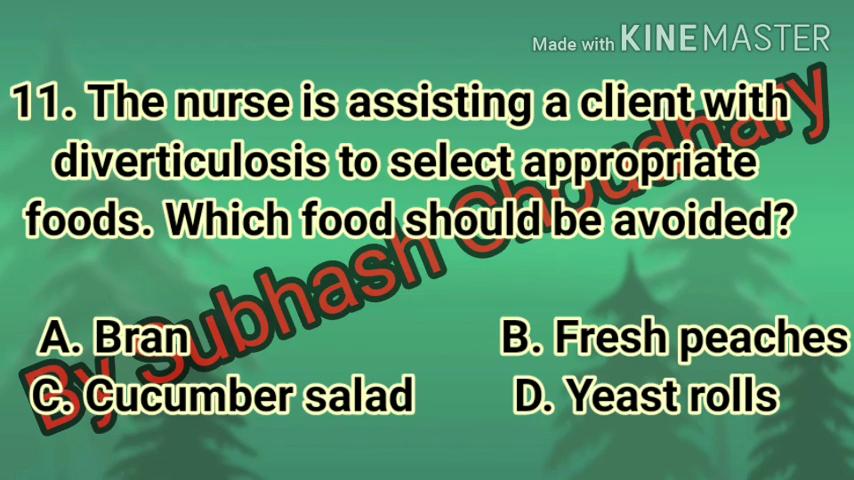 Made with KINEMASTER
11. The nurse is assisting a client with
diverticulosis to select appropriate
foods. Which food should be avoided?
By Subhash Choudhary
A. Bran B. Fresh peaches
C. Cucumber salad D. Yeast rolls